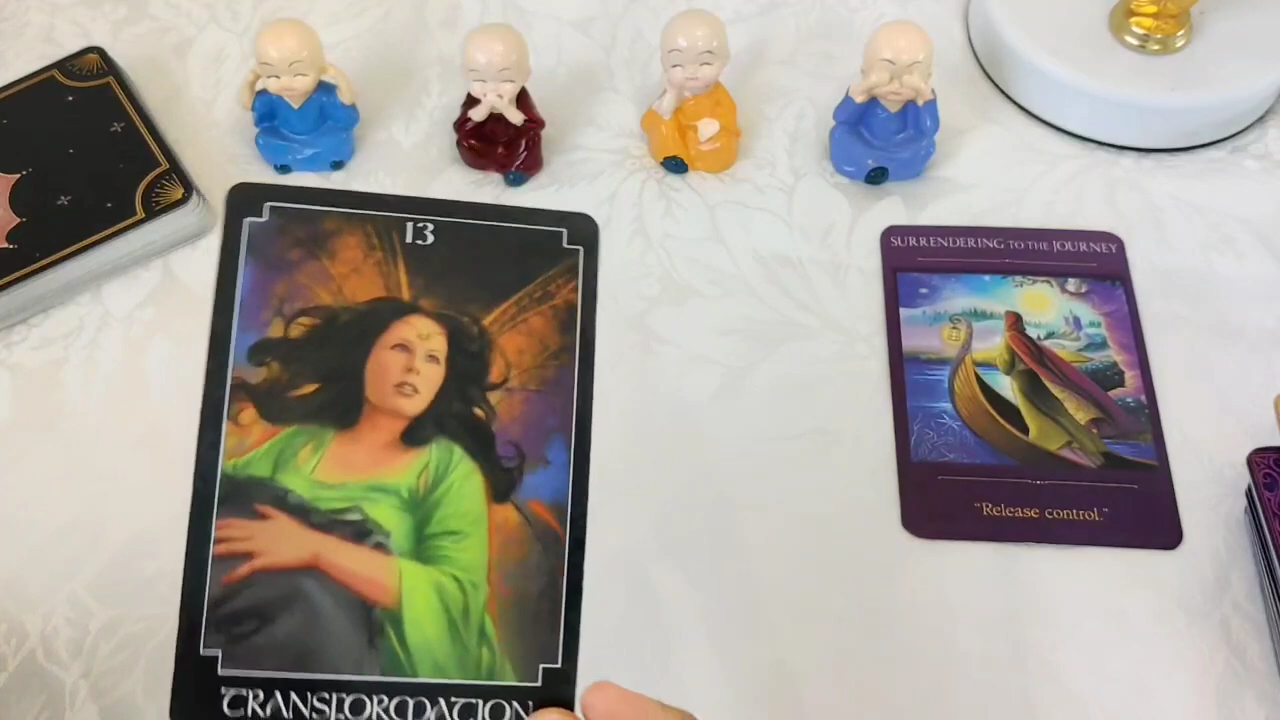 13
TRANSFORMATION
SURRENDERING TO THE JOURNEY
"Release control."